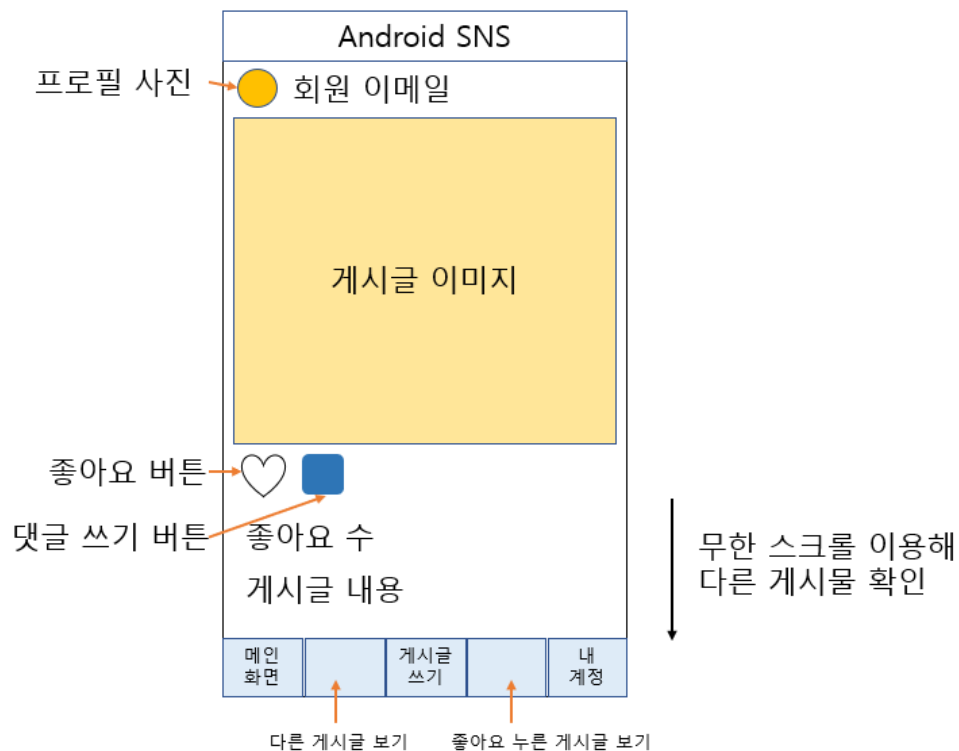 Android SNS
프로필 사진
회원 이메일
게시글 이미지
좋아요 버튼
댓글 쓰기 버튼
좋아요 수
게시글 내용
무한 스크롤 이용해
다른 게시물 확인
메인
화면
게시글
쓰기
내
계정
다른 게시글 보기
좋아요 누른 게시글 보기